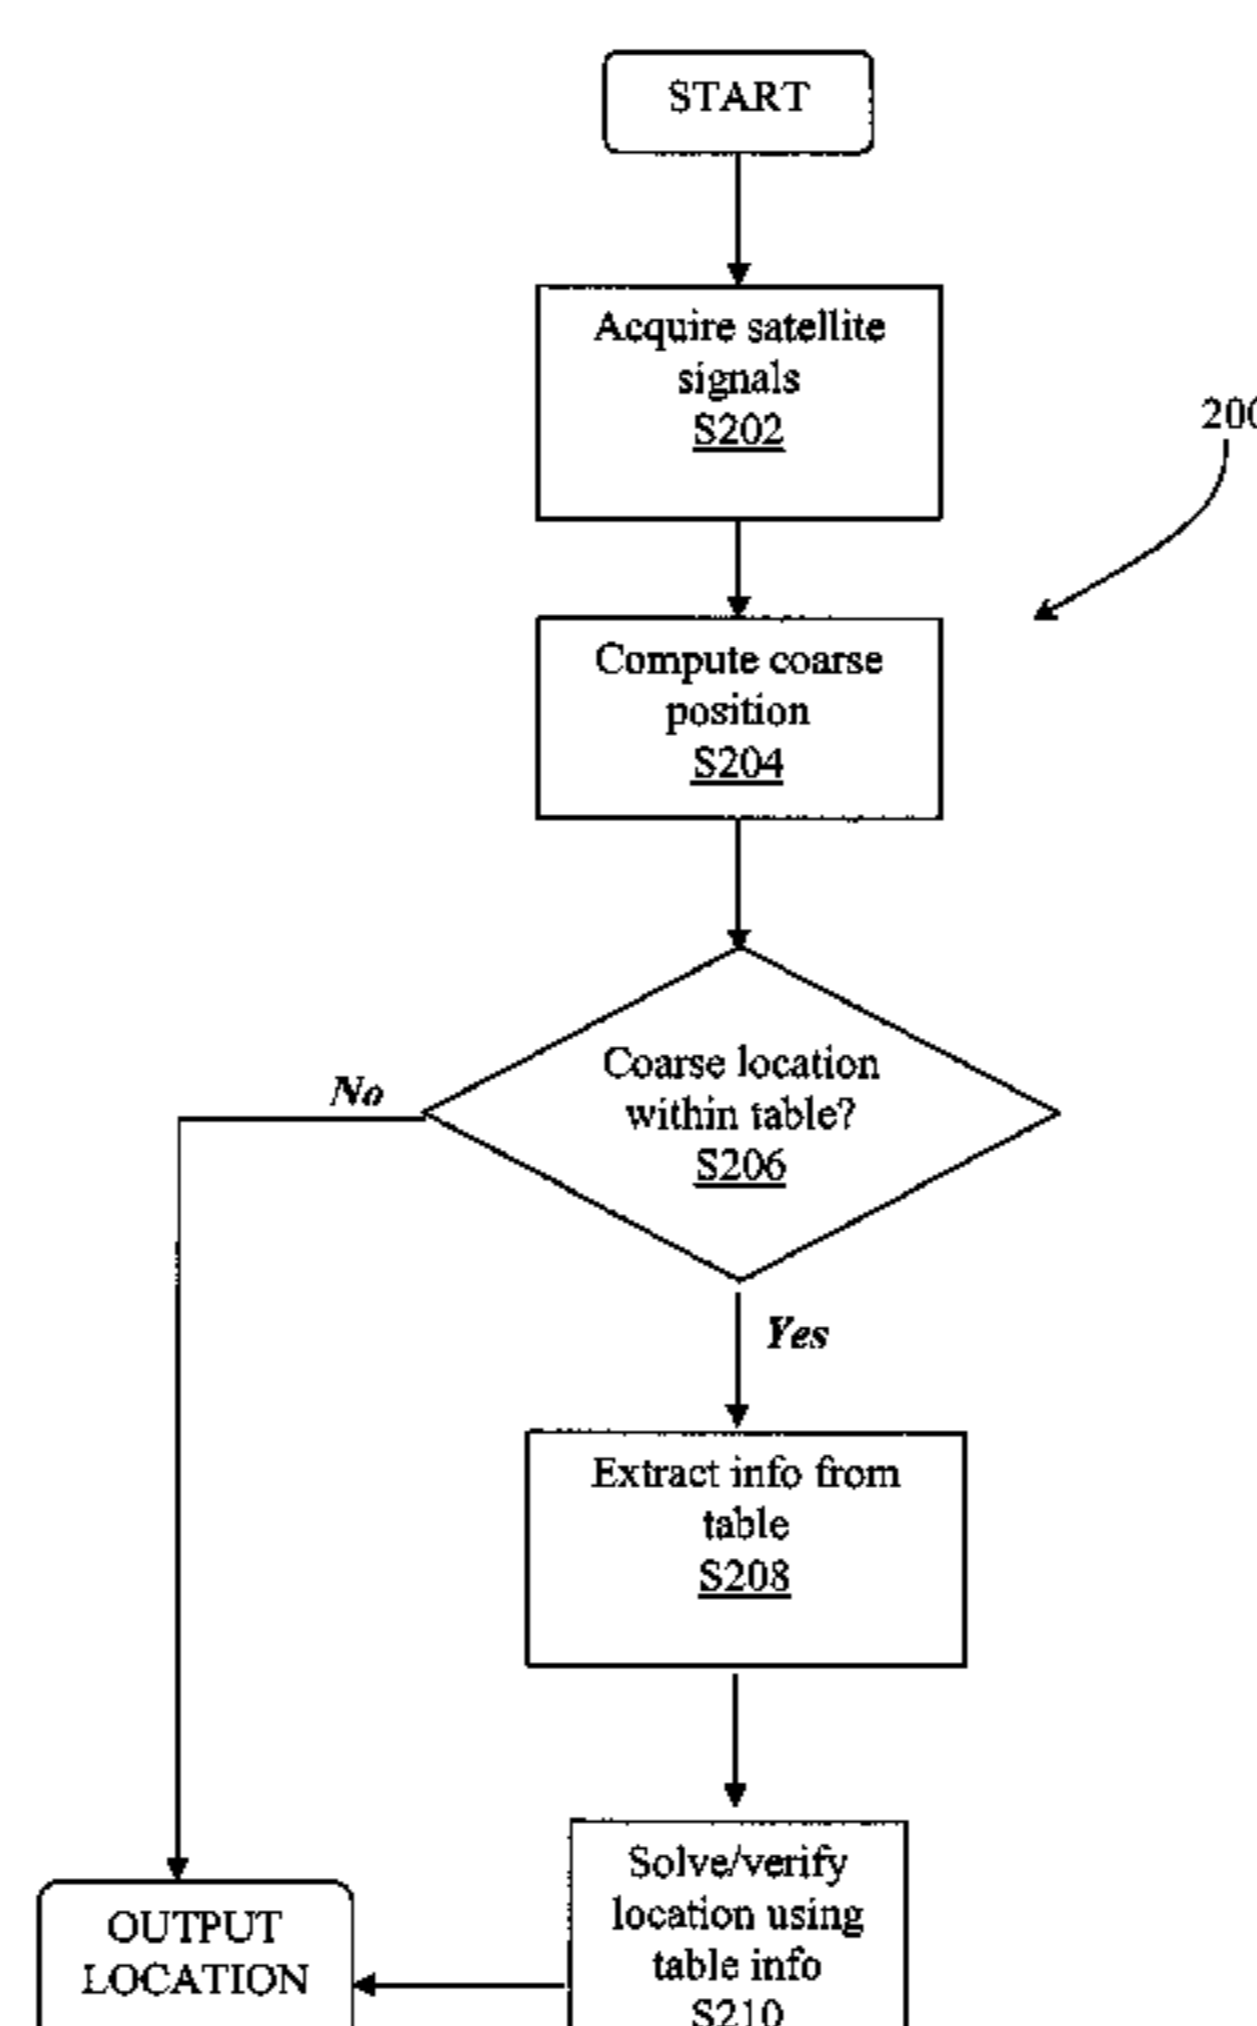 START
Acquire satellite
signals
S202
200
Compute coarse
position
S204
Coarse location
within table?
S206
No
Yes
Extract info from
table
S208
Solve/verify
location using
table info
S210
OUTPUT
LOCATION